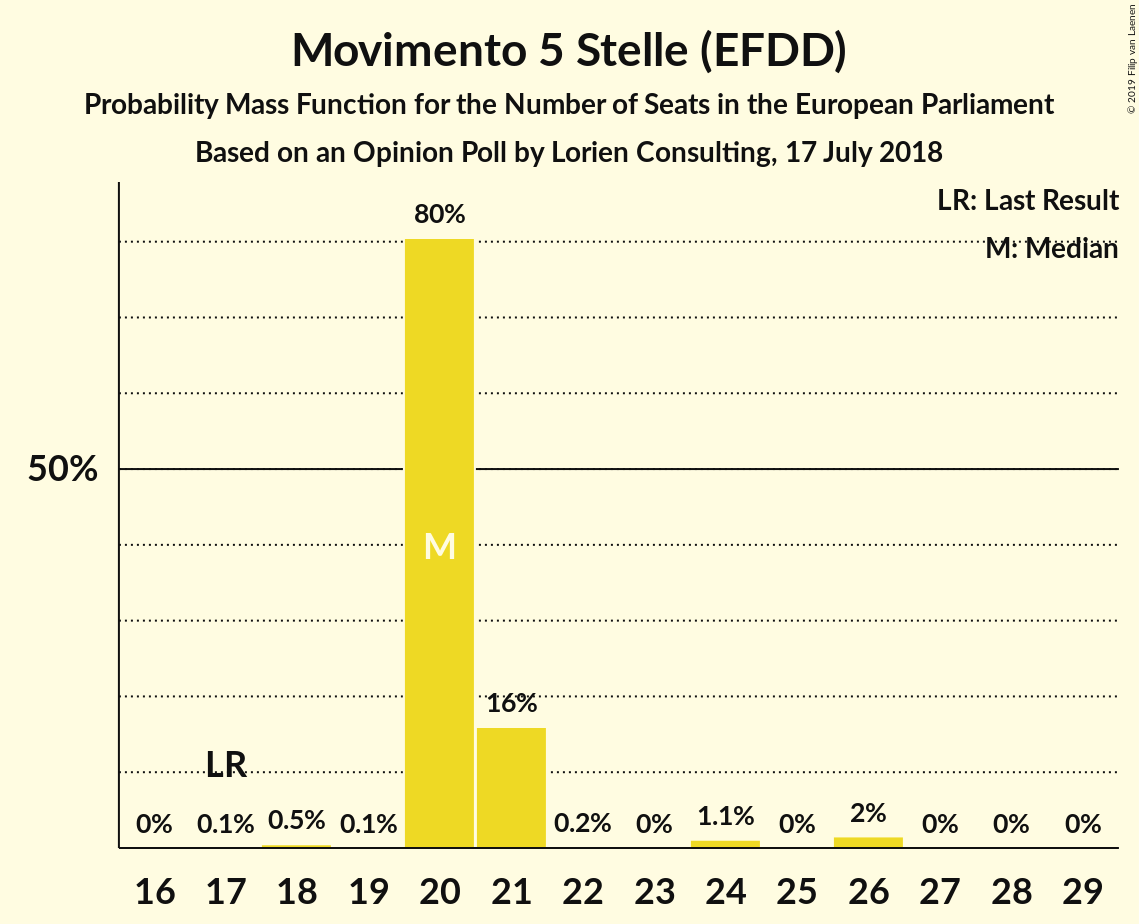 Movimento 5 Stelle (EFDD)
Probability Mass Function for the Number of Seats in the European Parliament
Based on an Opinion Poll by Lorien Consulting, 17 July 2018
© 2019 Filip van Laenen
LR: Last Result
M: Median
80%
50%
M
16%
LR
0% 0.1% 0.5% 0.1% 0.2% 0% 1.1% 0% 2% 0% 0% 0%
16 17 18 19 20 21 22 23 24 25 26 27 28 29